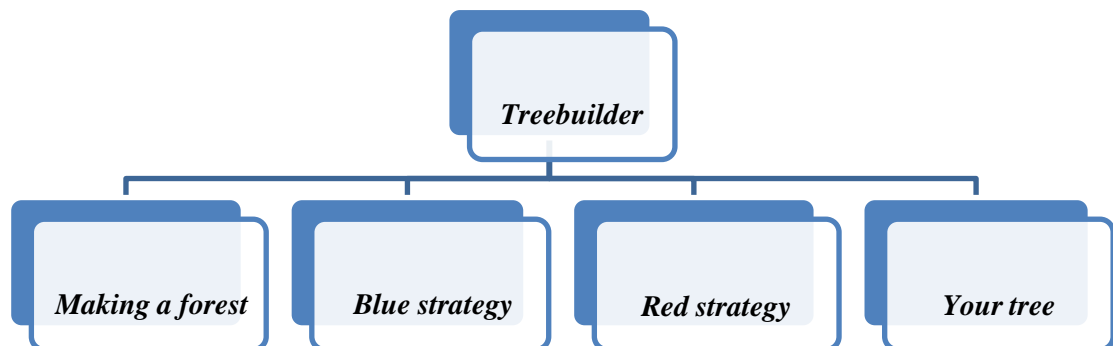 Treebuilder
Making a forest
Blue strategy
Red strategy
Your tree